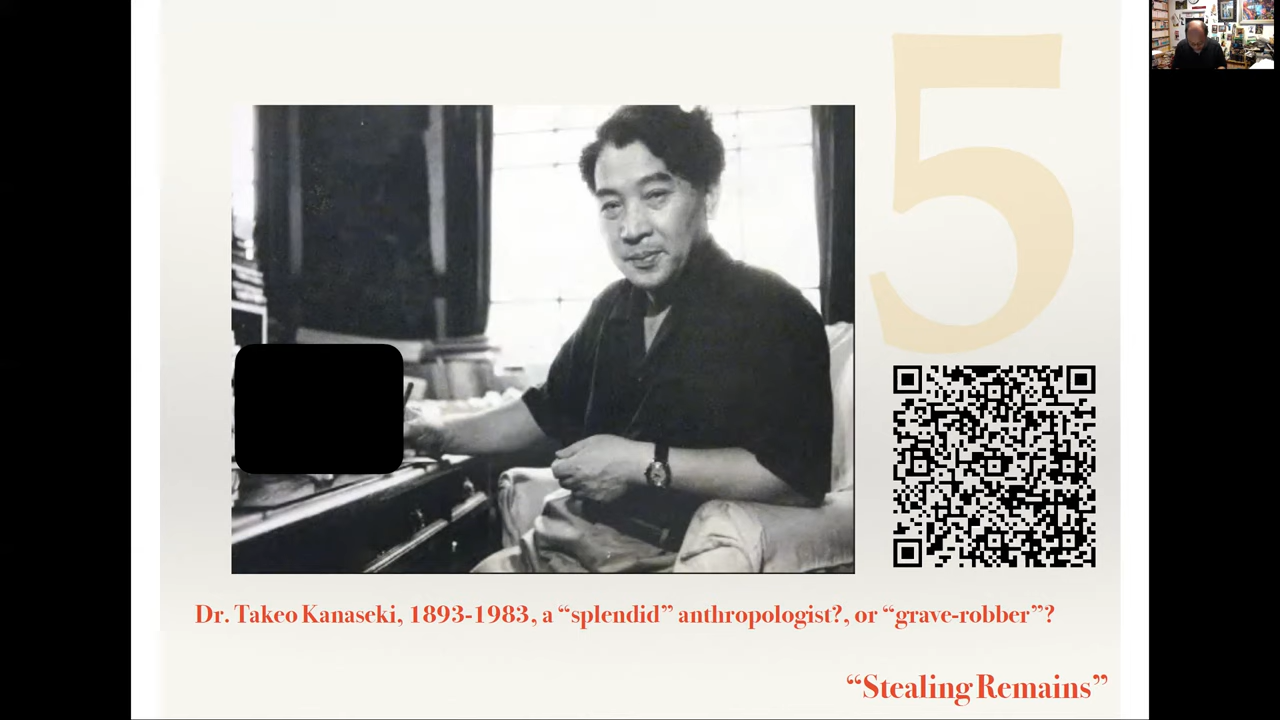 5
Dr. Takeo Kanaseki, 1893-1983, a “splendid” anthropologist?, or “grave-robber”?
“Stealing Remains”